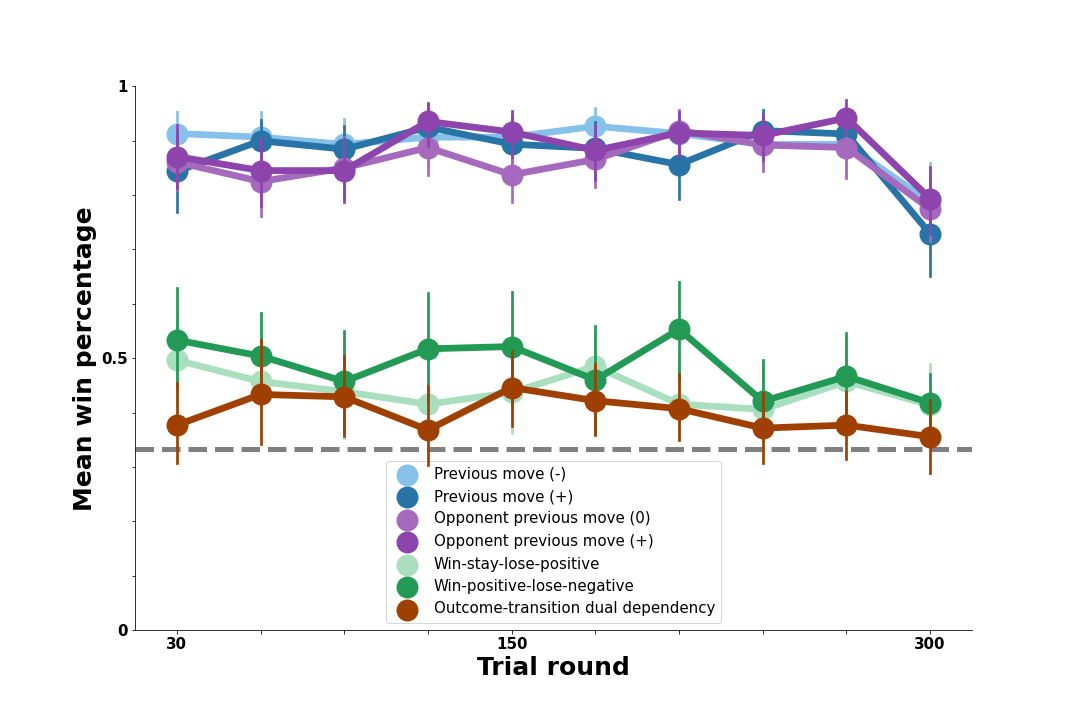 1
0.5
0
Mean win percentage
Previous move (-)
Previous move (+)
Opponent previous move (0)
Opponent previous move (+)
Win-stay-lose-positive
Win-positive-lose-negative
Outcome-transition dual dependency
30
150
300
Trial round